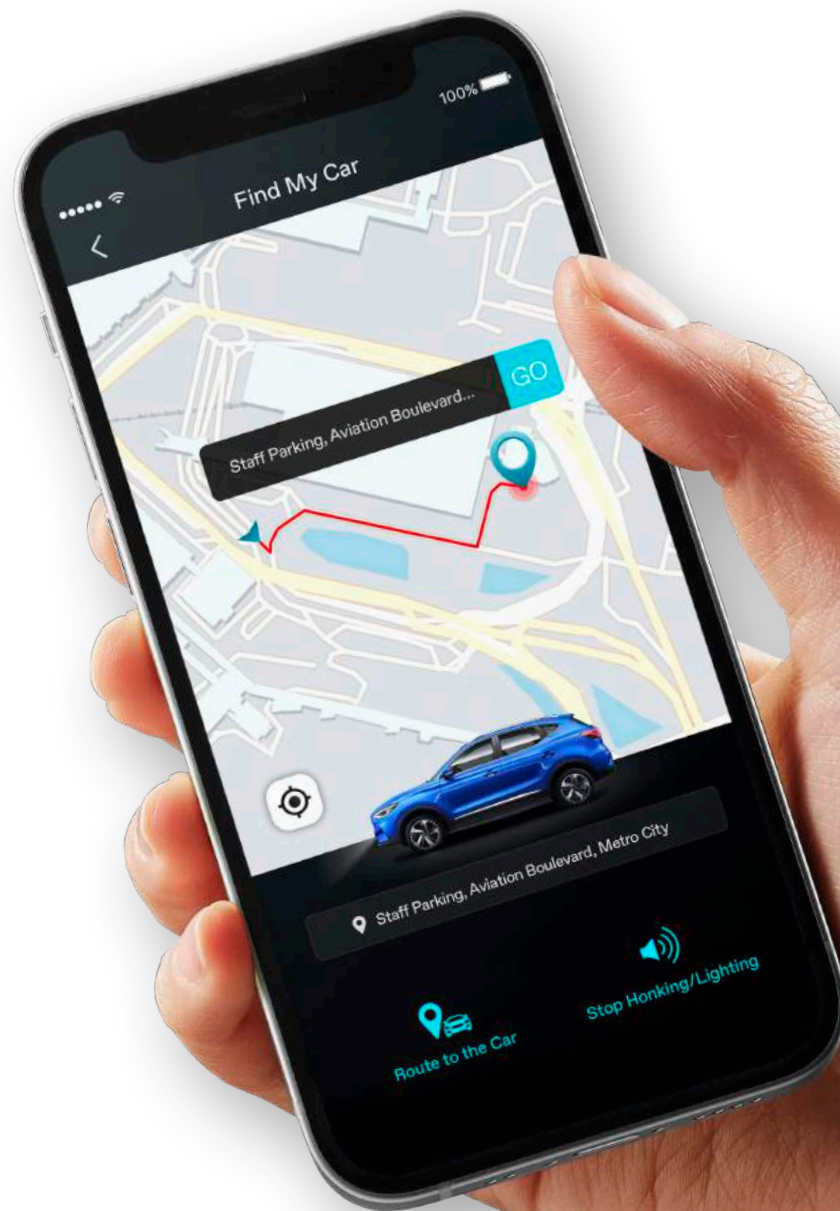 100%
Find My Car
Staff Parking, Aviation Boulevard...
GO
Staff Parking, Aviation Boulevard, Metro City
Route to the Car
Stop Honking/Lighting